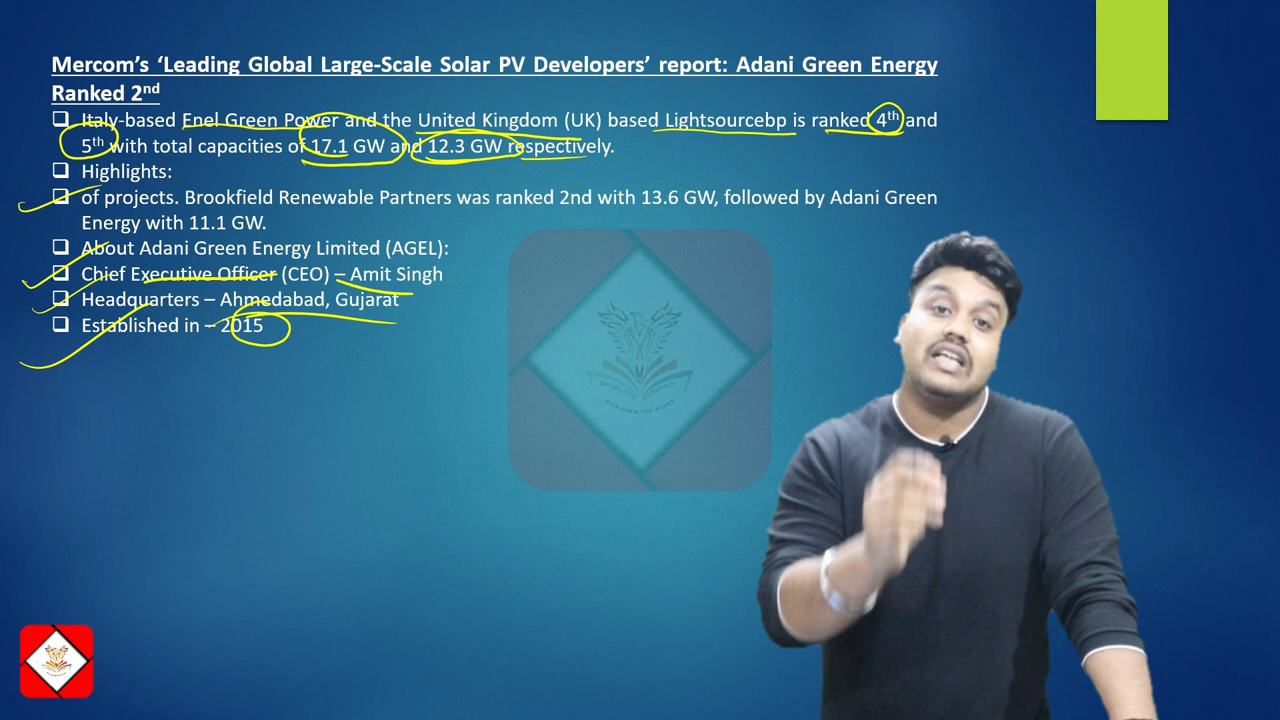 Mercom's ‘Leading Global Large-Scale Solar PV Developers’ report: Adani Green Energy
Ranked 2nd
❑ Italy-based Enel Green Power and the United Kingdom (UK) based Lightsourcebp is ranked 4th and
5th with total capacities of 17.1 GW and 12.3 GW respectively.
❑ Highlights:
❑ of projects. Brookfield Renewable Partners was ranked 2nd with 13.6 GW, followed by Adani Green
Energy with 11.1 GW.
❑ About Adani Green Energy Limited (AGEL):
❑ Chief Executive Officer (CEO) – Amit Singh
❑ Headquarters – Ahmedabad, Gujarat
❑ Established in – 2015